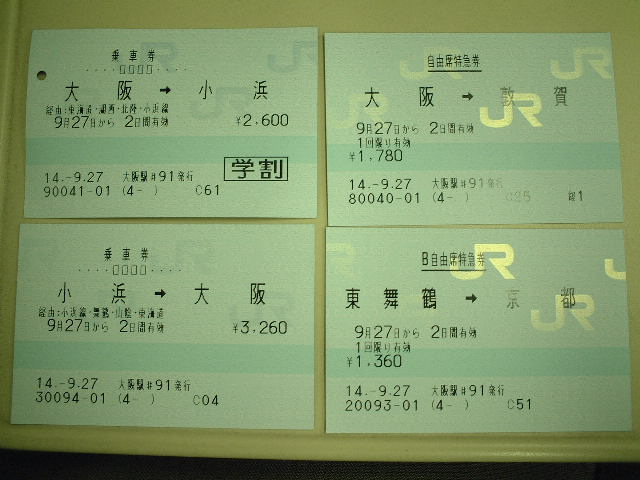 乗車券
····□□□□····
大阪 → 小浜
経由:東海道・湖西・北陸・小浜線
9月27日から 2日間有効 ¥2,600
学割
14.-9.27 大阪駅#91発行
90041-01 (4- ) C61
自由席特急券
大阪 → 敦賀
9月27日から 2日間有効
1回限り有効
¥1,780
14.-9.27 大阪駅#91発行
80040-01 (4- ) C25
乗車券
····□□□□····
小浜 → 大阪
経由:小浜線・舞鶴・山陰・東海道
9月27日から 2日間有効 ¥3,260
14.-9.27 大阪駅#91発行
30094-01 (4- ) C04
B自由席特急券
東舞鶴 → 京都
9月27日から 2日間有効
1回限り有効
¥1,360
14.-9.27 大阪駅#91発行
20093-01 (4- ) C51
JR
JR
JR
JR
JR